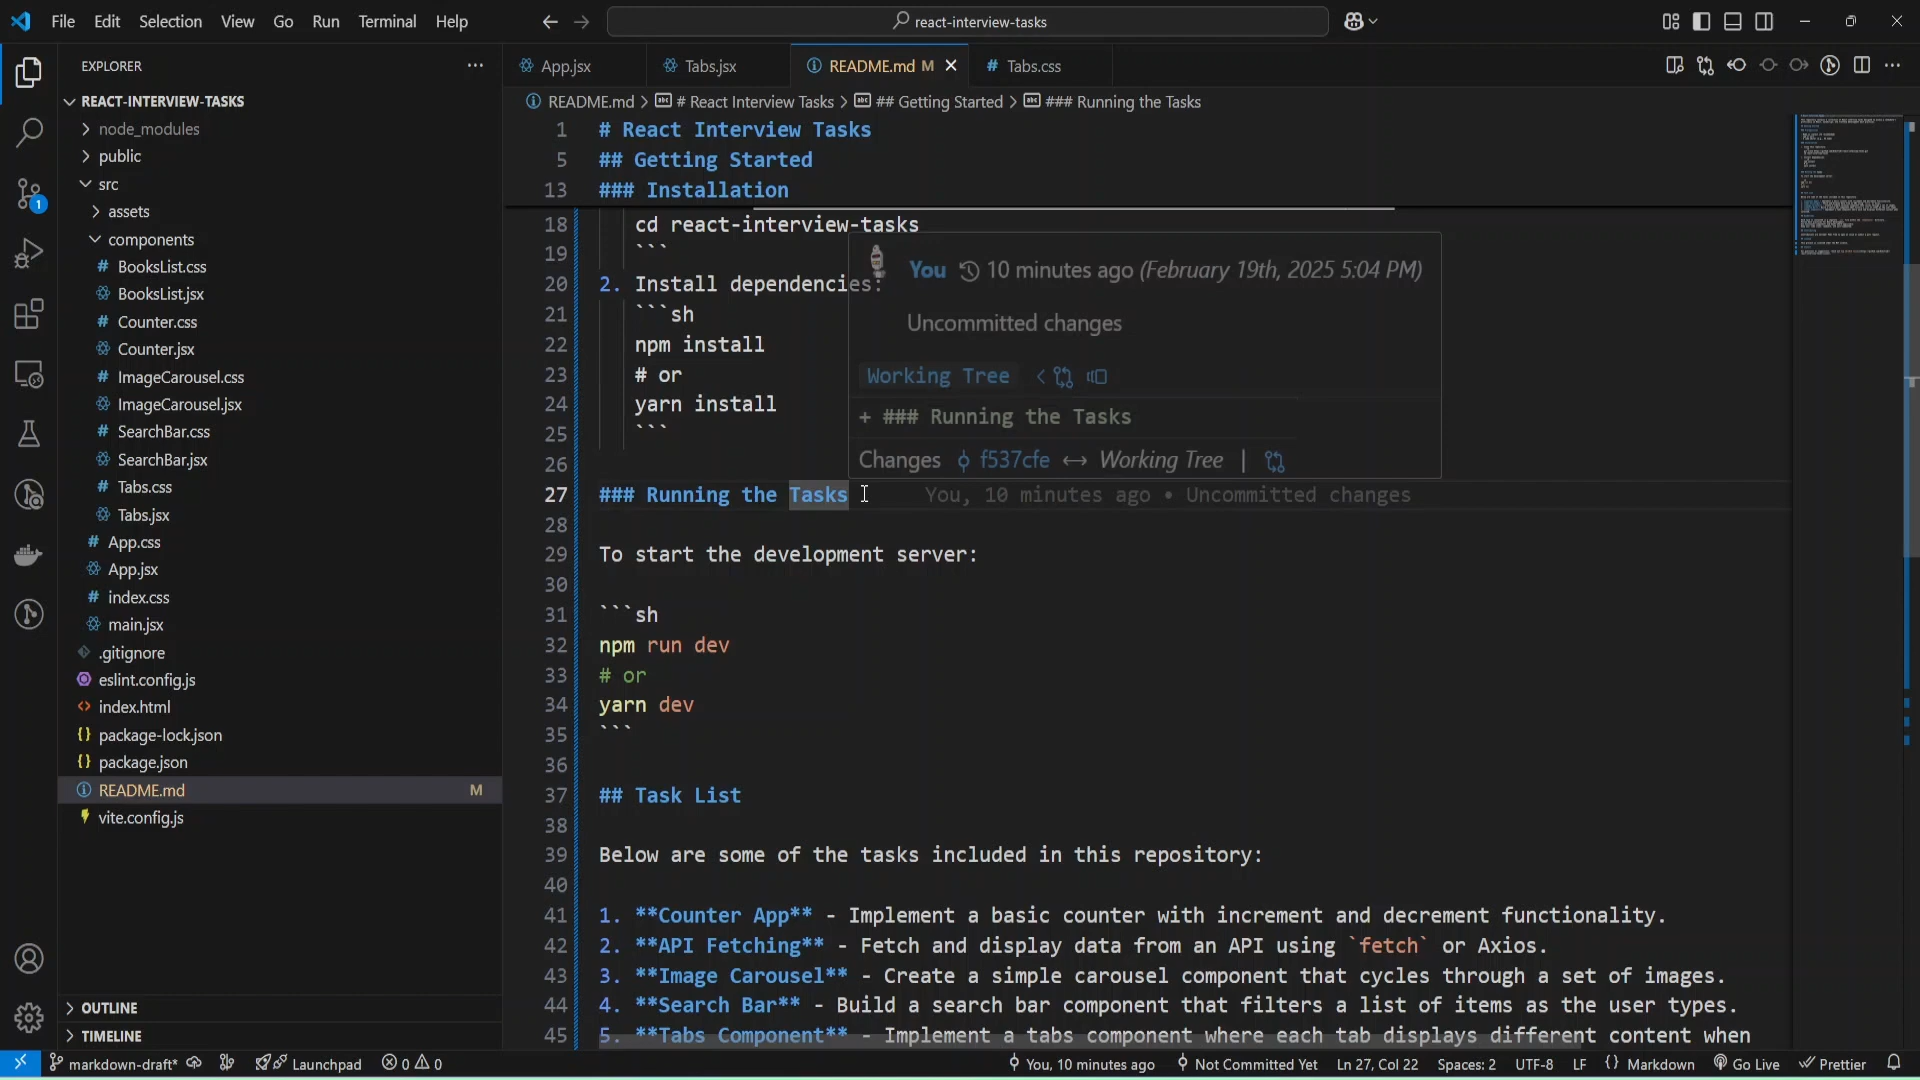 File Edit Selection View Go Run Terminal Help
react-interview-tasks
EXPLORER
REACT-INTERVIEW-TASKS
node_modules
public
src
assets
components
# BooksList.css
BooksList.jsx
# Counter.css
Counter.jsx
# ImageCarousel.css
ImageCarousel.jsx
# SearchBar.css
SearchBar.jsx
# Tabs.css
Tabs.jsx
# App.css
App.jsx
# index.css
main.jsx
.gitignore
eslint.config.js
index.html
{} package-lock.json
{} package.json
README.md M
vite.config.js
OUTLINE
TIMELINE
1
App.jsx Tabs.jsx README.md M # Tabs.css
README.md > # React Interview Tasks > ## Getting Started > ### Running the Tasks
1 # React Interview Tasks
5 ## Getting Started
13 ### Installation
18 cd react-interview-tasks
19 ```
20 2. Install dependencies:
21 ```sh
22 npm install
23 # or
24 yarn install
25 ```
26
27 ### Running the Tasks You, 10 minutes ago • Uncommitted changes
28
29 To start the development server:
30
31 ```sh
32 npm run dev
33 # or
34 yarn dev
35 ```
36
37 ## Task List
38
39 Below are some of the tasks included in this repository:
40
41 1. **Counter App** - Implement a basic counter with increment and decrement functionality.
42 2. **API Fetching** - Fetch and display data from an API using `fetch` or Axios.
43 3. **Image Carousel** - Create a simple carousel component that cycles through a set of images.
44 4. **Search Bar** - Build a search bar component that filters a list of items as the user types.
45 5. **Tabs Component** - Implement a tabs component where each tab displays different content when
You 10 minutes ago (February 19th, 2025 5:04 PM)
Uncommitted changes
Working Tree
+ ### Running the Tasks
Changes f537cfe ↔ Working Tree |
markdown-draft* Launchpad 0 0 You, 10 minutes ago Not Committed Yet Ln 27, Col 22 Spaces: 2 UTF-8 LF {} Markdown Go Live Prettier